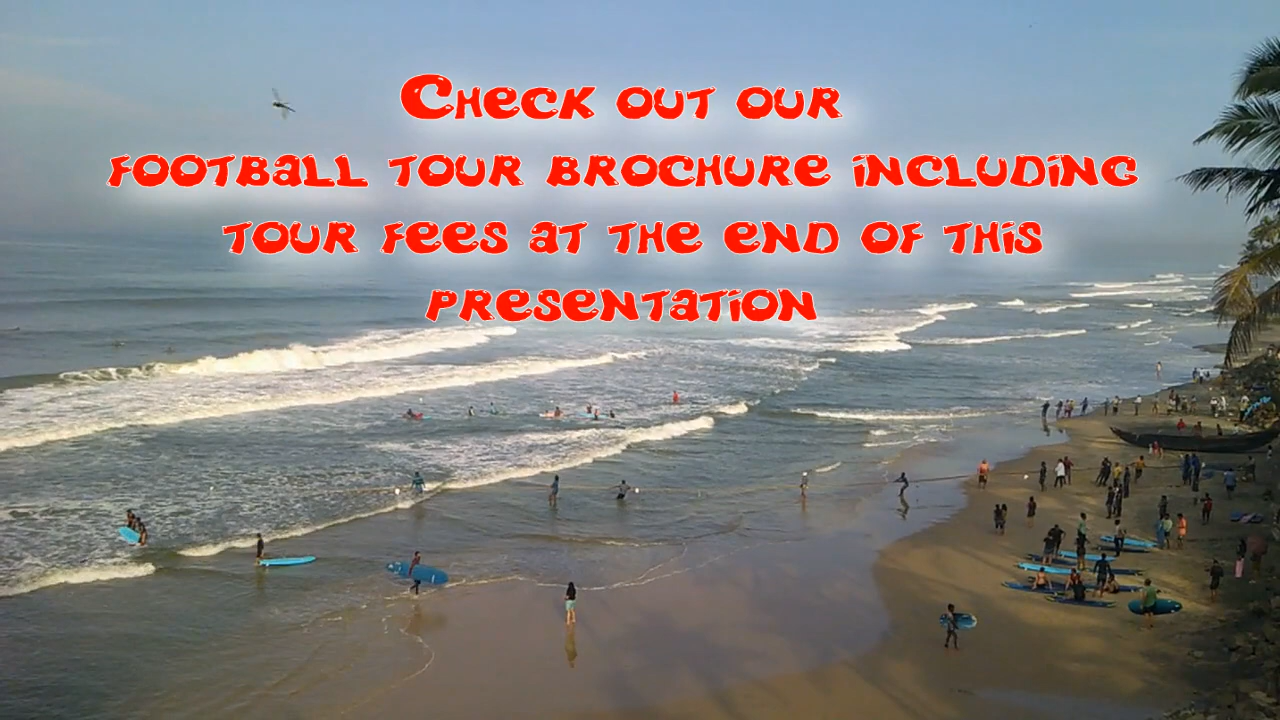 Check out our
football tour brochure including
tour fees at the end of this
presentation